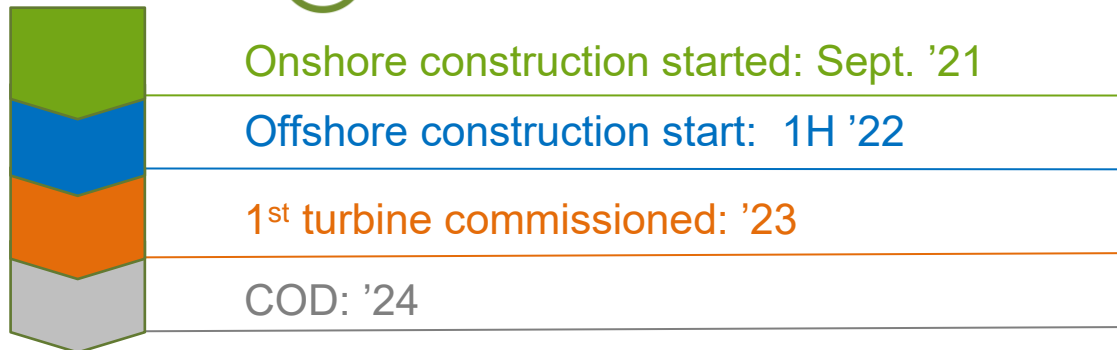 Onshore construction started: Sept. ’21
Offshore construction start:  1H ’22
1st turbine commissioned: ’23
COD: ’24